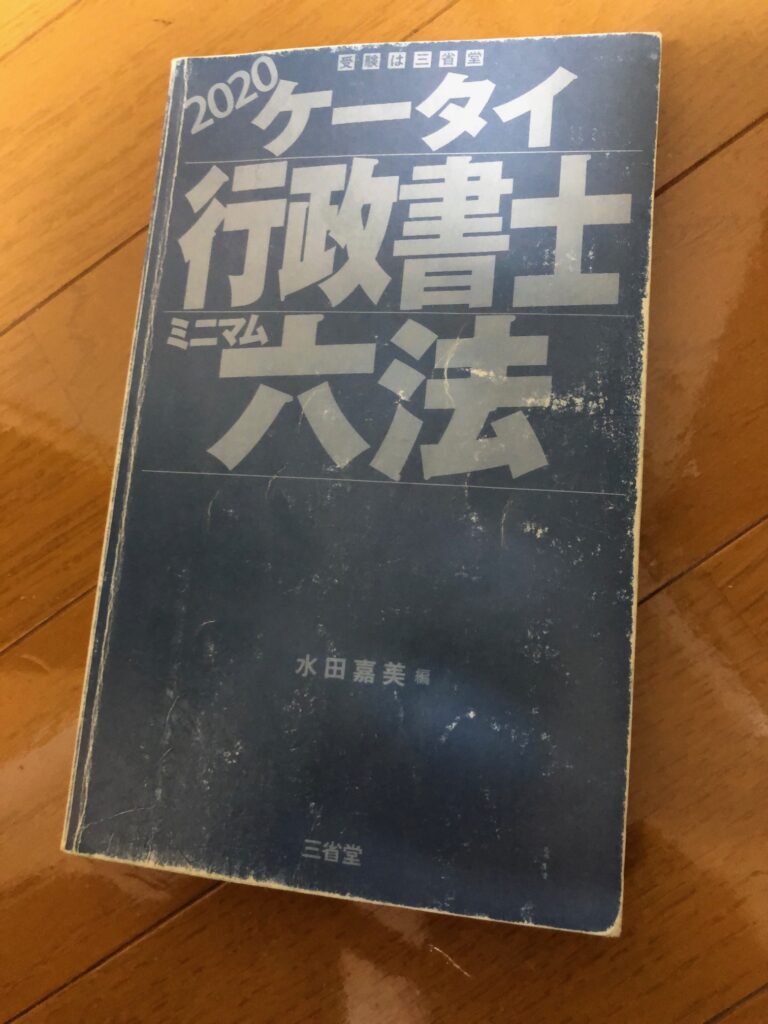 受験は三省堂
2020
ケータイ
行政書士
ミニマム
六法
水田嘉美 編
三省堂